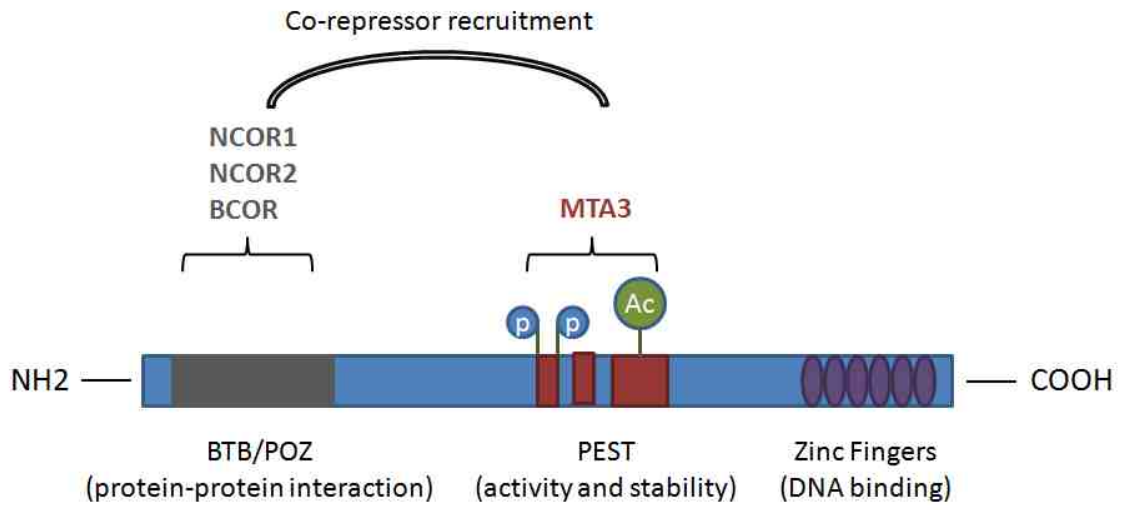 Co-repressor recruitment
NCOR1
NCOR2
BCOR
MTA3
Ac
p p
NH2
COOH
BTB/POZ
(protein-protein interaction)
PEST
(activity and stability)
Zinc Fingers
(DNA binding)